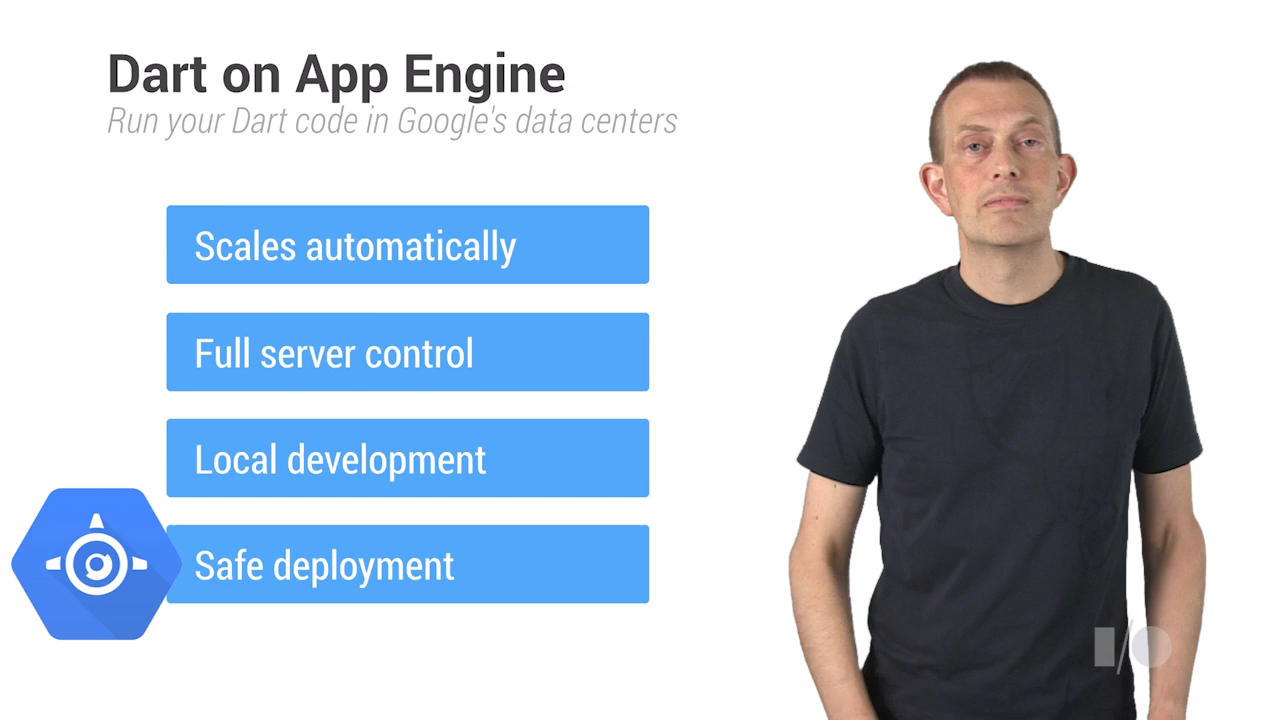 Dart on App Engine
Run your Dart code in Google's data centers
Scales automatically
Full server control
Local development
Safe deployment
I/O